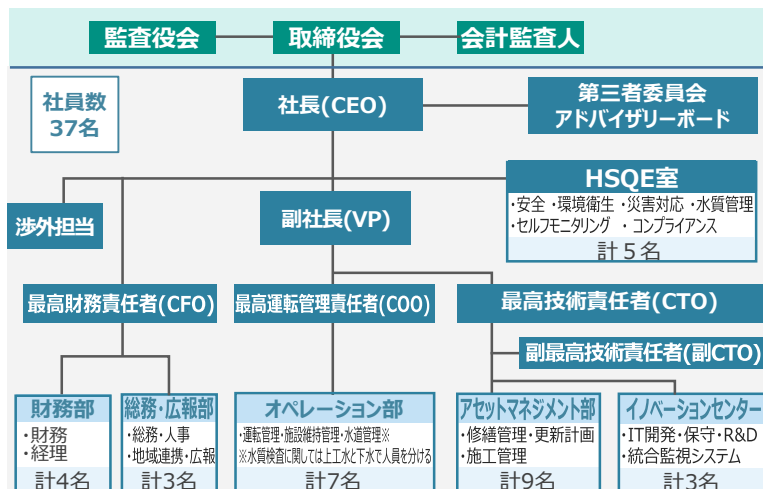 監査役会
取締役会
会計監査人
社員数
37名
社長(CEO)
第三者委員会
アドバイザリーボード
渉外担当
副社長(VP)
HSQE室
・安全 ・環境衛生 ・災害対応 ・水質管理
・セルフモニタリング ・コンプライアンス
計５名
最高財務責任者(CFO)
最高運転管理責任者(COO)
最高技術責任者(CTO)
副最高技術責任者(副CTO)
財務部
・財務
・経理
計4名
総務・広報部
・総務・人事
・地域連携・広報
計3名
オペレーション部
・運転管理・施設維持管理・水道管理※
※水質検査に関しては上工水と下水で人員を分ける
計7名
アセットマネジメント部
・修繕管理・更新計画
・施工管理
計9名
イノベーションセンター
・IT開発・保守・R&D
・統合監視システム
計3名